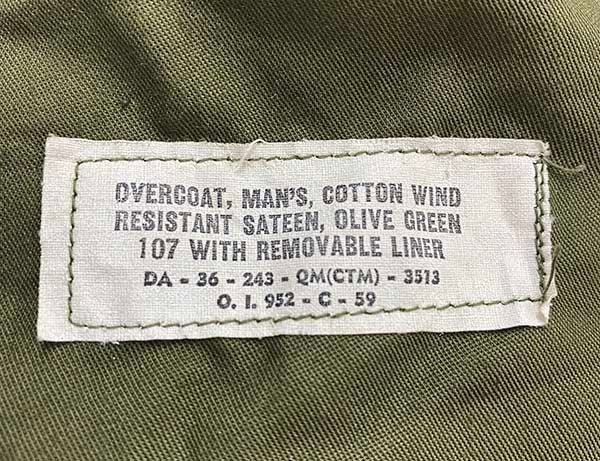 OVERCOAT, MAN'S, COTTON WIND
RESISTANT SATEEN, OLIVE GREEN
107 WITH REMOVABLE LINER
DA - 36 - 243 - QM(CTM) - 3513
O. I. 952 - C - 59